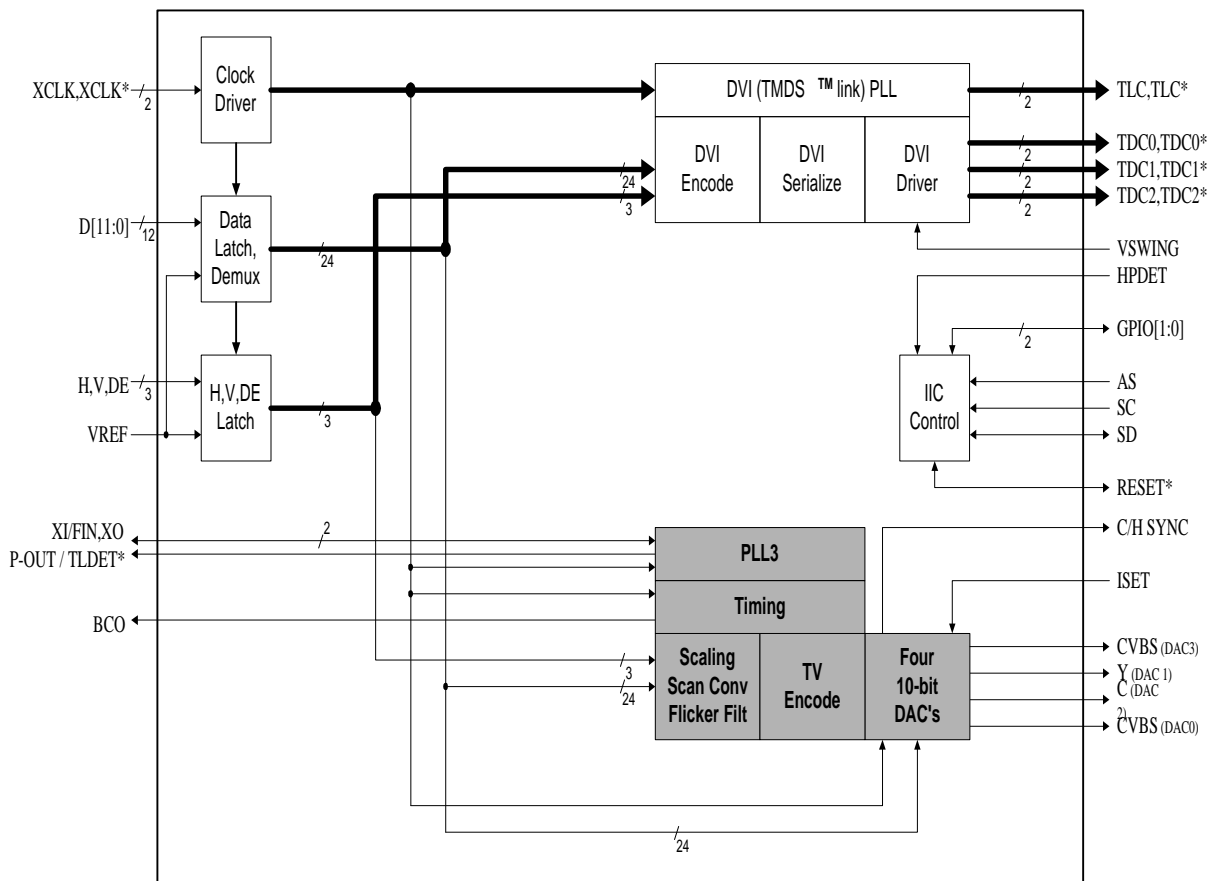 XCLK,XCLK*
2
Clock
Driver
DVI (TMDS ™ link) PLL
2
TLC,TLC*
DVI
Encode
DVI
Serialize
DVI
Driver
2
TDC0,TDC0*
2
TDC1,TDC1*
2
TDC2,TDC2*
24
3
D[11:0]
12
Data
Latch,
Demux
24
VSWING
HPDET
2
GPIO[1:0]
H,V,DE
3
H,V,DE
Latch
3
IIC
Control
AS
SC
SD
VREF
RESET*
XI/FIN,XO
2
C/H SYNC
P-OUT / TLDET*
PLL3
ISET
Timing
BCO
3
24
Scaling
Scan Conv
Flicker Filt
TV
Encode
Four
10-bit
DAC's
CVBS (DAC3)
Y (DAC 1)
C (DAC
2)
CVBS (DAC0)
24